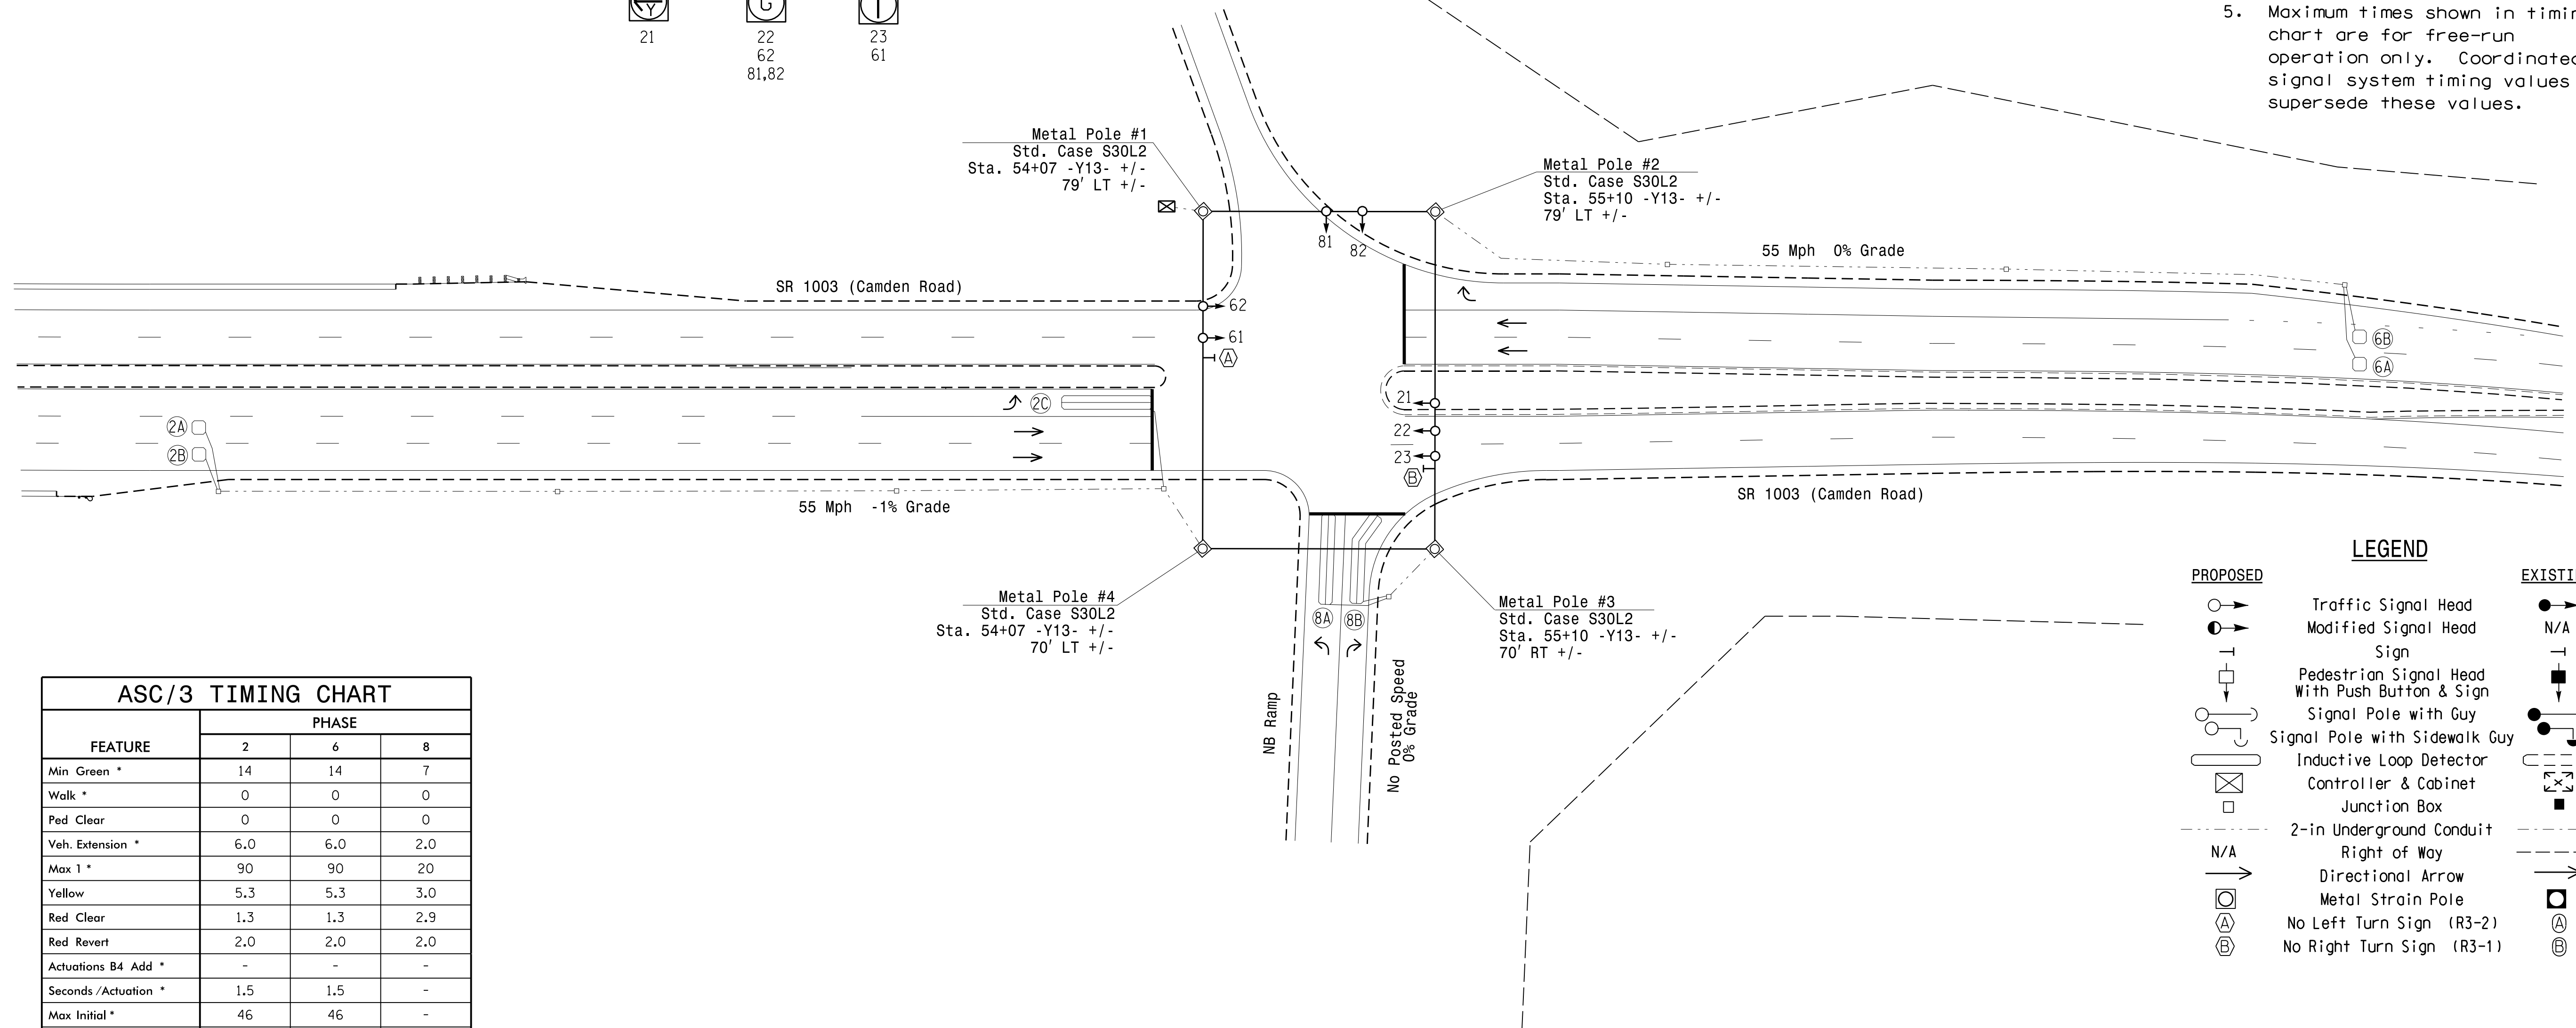 Y
G
21
22
62
81,82
23
61
5. Maximum times shown in timin
chart are for free-run
operation only. Coordinated
signal system timing values
supersede these values.
Metal Pole #1
Std. Case S30L2
Sta. 54+07 -Y13- +/-
79' LT +/-
Metal Pole #2
Std. Case S30L2
Sta. 55+10 -Y13- +/-
79' LT +/-
81
82
55 Mph 0% Grade
SR 1003 (Camden Road)
62
61
A
6B
6A
2C
21
22
23
B
2A
2B
55 Mph -1% Grade
SR 1003 (Camden Road)
Metal Pole #4
Std. Case S30L2
Sta. 54+07 -Y13- +/-
70' LT +/-
Metal Pole #3
Std. Case S30L2
Sta. 55+10 -Y13- +/-
70' RT +/-
8A
8B
NB Ramp
No Posted Speed
0% Grade
LEGEND
PROPOSED EXISTI
Traffic Signal Head
Modified Signal Head N/A
Sign
Pedestrian Signal Head
With Push Button & Sign
Signal Pole with Guy
Signal Pole with Sidewalk Guy
Inductive Loop Detector
Controller & Cabinet
Junction Box
2-in Underground Conduit
N/A Right of Way
Directional Arrow
Metal Strain Pole
A No Left Turn Sign (R3-2) A
B No Right Turn Sign (R3-1) B
ASC/3 TIMING CHART
PHASE
FEATURE 2 6 8
Min Green * 14 14 7
Walk * 0 0 0
Ped Clear 0 0 0
Veh. Extension * 6.0 6.0 2.0
Max 1 * 90 90 20
Yellow 5.3 5.3 3.0
Red Clear 1.3 1.3 2.9
Red Revert 2.0 2.0 2.0
Actuations B4 Add * - - -
Seconds /Actuation * 1.5 1.5 -
Max Initial * 46 46 -